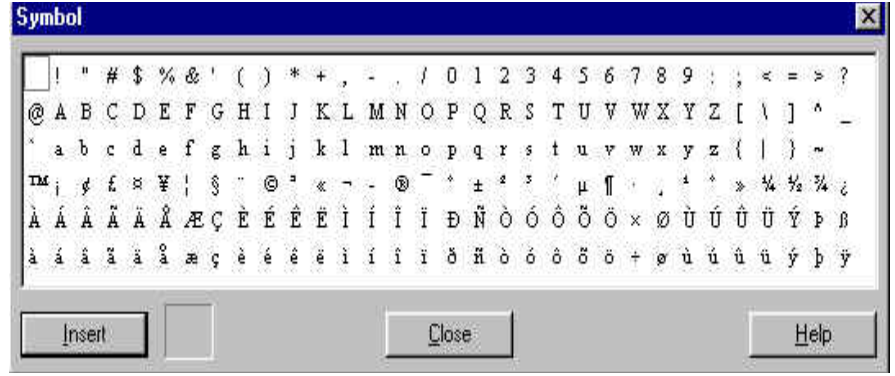 Symbol
! " # $ % & ' ( ) * + , - . / 0 1 2 3 4 5 6 7 8 9 : ; < = > ?
@ A B C D E F G H I J K L M N O P Q R S T U V W X Y Z [ \ ] ^ _
` a b c d e f g h i j k l m n o p q r s t u v w x y z { | } ~
™ ¡ ¢ £ ¤ ¥ ¦ § ¨ © ª « ¬ - ® ¯ ° ± ² ³ ´ µ ¶ · ¸ ¹ º » ¼ ½ ¾ ¿
À Á Â Ã Ä Å Æ Ç È É Ê Ë Ì Í Î Ï Ð Ñ Ò Ó Ô Õ Ö × Ø Ù Ú Û Ü Ý Þ ß
à á â ã ä å æ ç è é ê ë ì í î ï ð ñ ò ó ô õ ö ÷ ø ù ú û ü ý þ ÿ
Insert Close Help